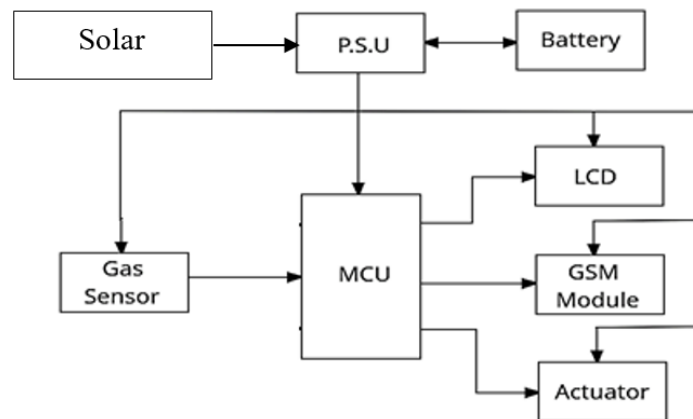 Solar
P.S.U
Battery
LCD
Gas
Sensor
MCU
GSM
Module
Actuator